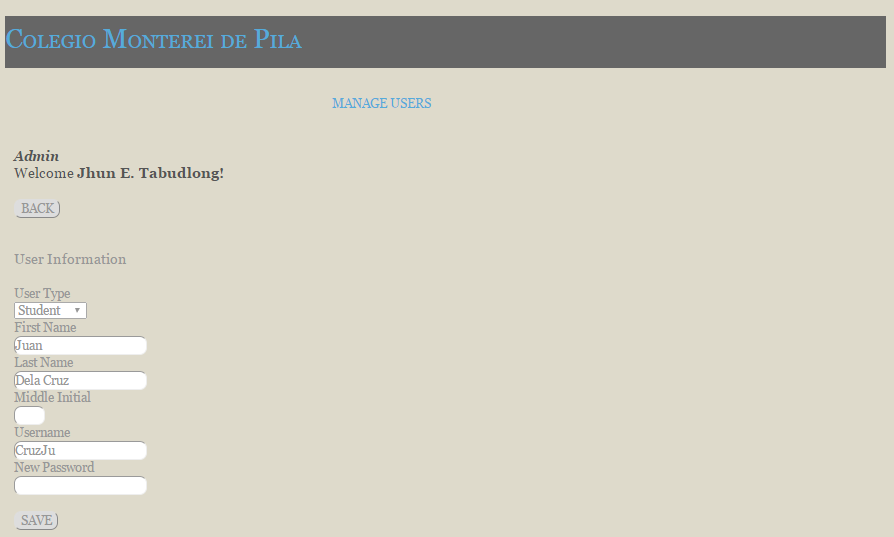 Colegio Monterei de Pila
MANAGE USERS
Admin
Welcome Jhun E. Tabudlong!
BACK
User Information
User Type
Student
First Name
Juan
Last Name
Dela Cruz
Middle Initial
Username
CruzJu
New Password
SAVE